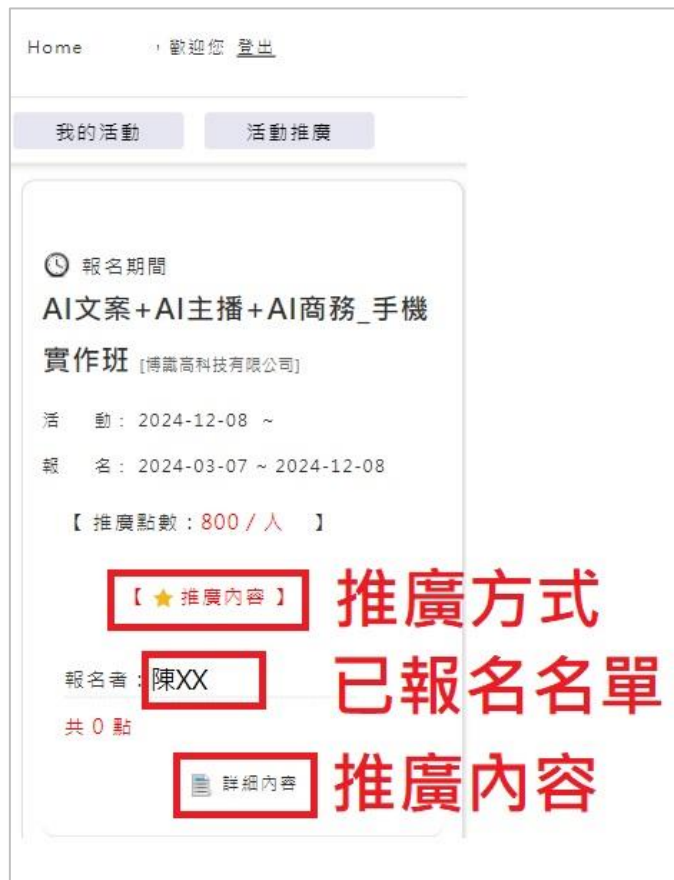 Home ，歡迎您 登出
我的活動 活動推廣
報名期間
AI文案+AI主播+AI商務_手機
實作班 [博識高科技有限公司]
活 動： 2024-12-08 ~
報 名： 2024-03-07 ~ 2024-12-08
【 推廣點數：800 / 人 】
【 推廣內容 】 推廣方式
報名者：陳XX 已報名名單
共 0 點
詳細內容 推廣內容